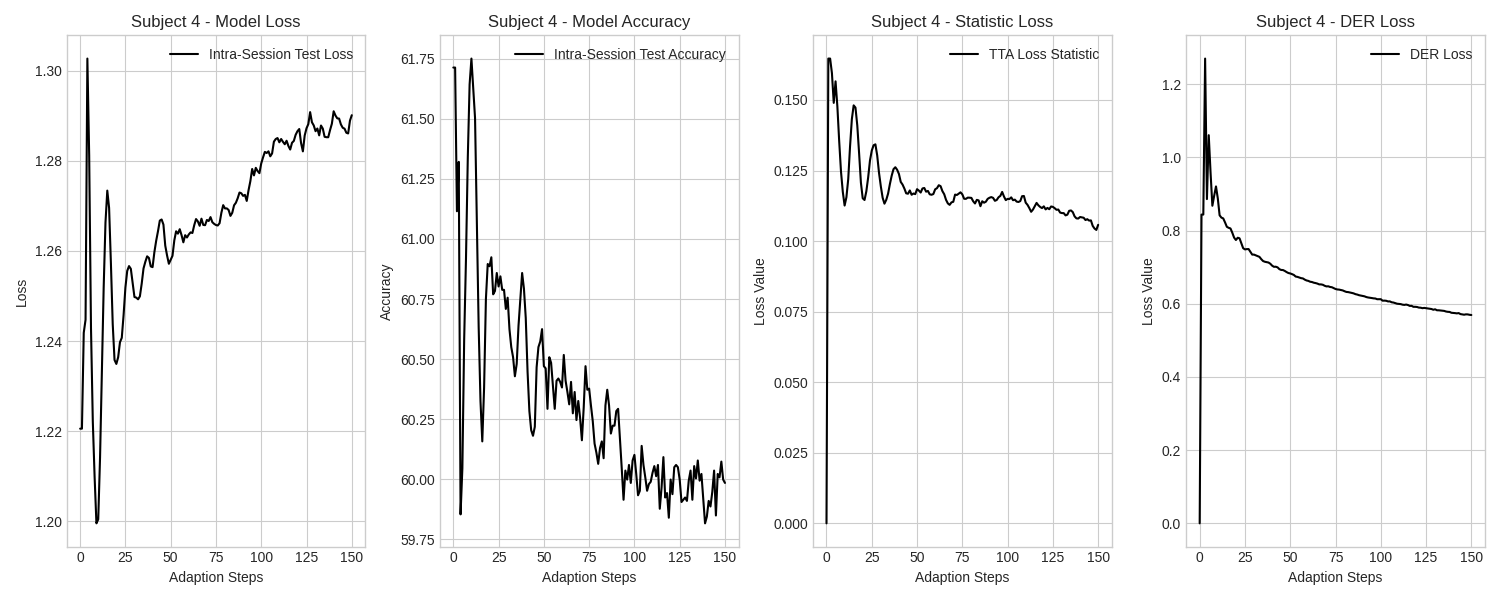 Subject 4 - Model Loss
Intra-Session Test Loss
1.30
1.28
1.26
1.24
1.22
1.20
Loss
0 25 50 75 100 125 150
Adaption Steps
Subject 4 - Model Accuracy
Intra-Session Test Accuracy
61.75
61.50
61.25
61.00
60.75
60.50
60.25
60.00
59.75
Accuracy
0 25 50 75 100 125 150
Adaption Steps
Subject 4 - Statistic Loss
TTA Loss Statistic
0.150
0.125
0.100
0.075
0.050
0.025
0.000
Loss Value
0 25 50 75 100 125 150
Adaption Steps
Subject 4 - DER Loss
DER Loss
1.2
1.0
0.8
0.6
0.4
0.2
0.0
Loss Value
0 25 50 75 100 125 150
Adaption Steps